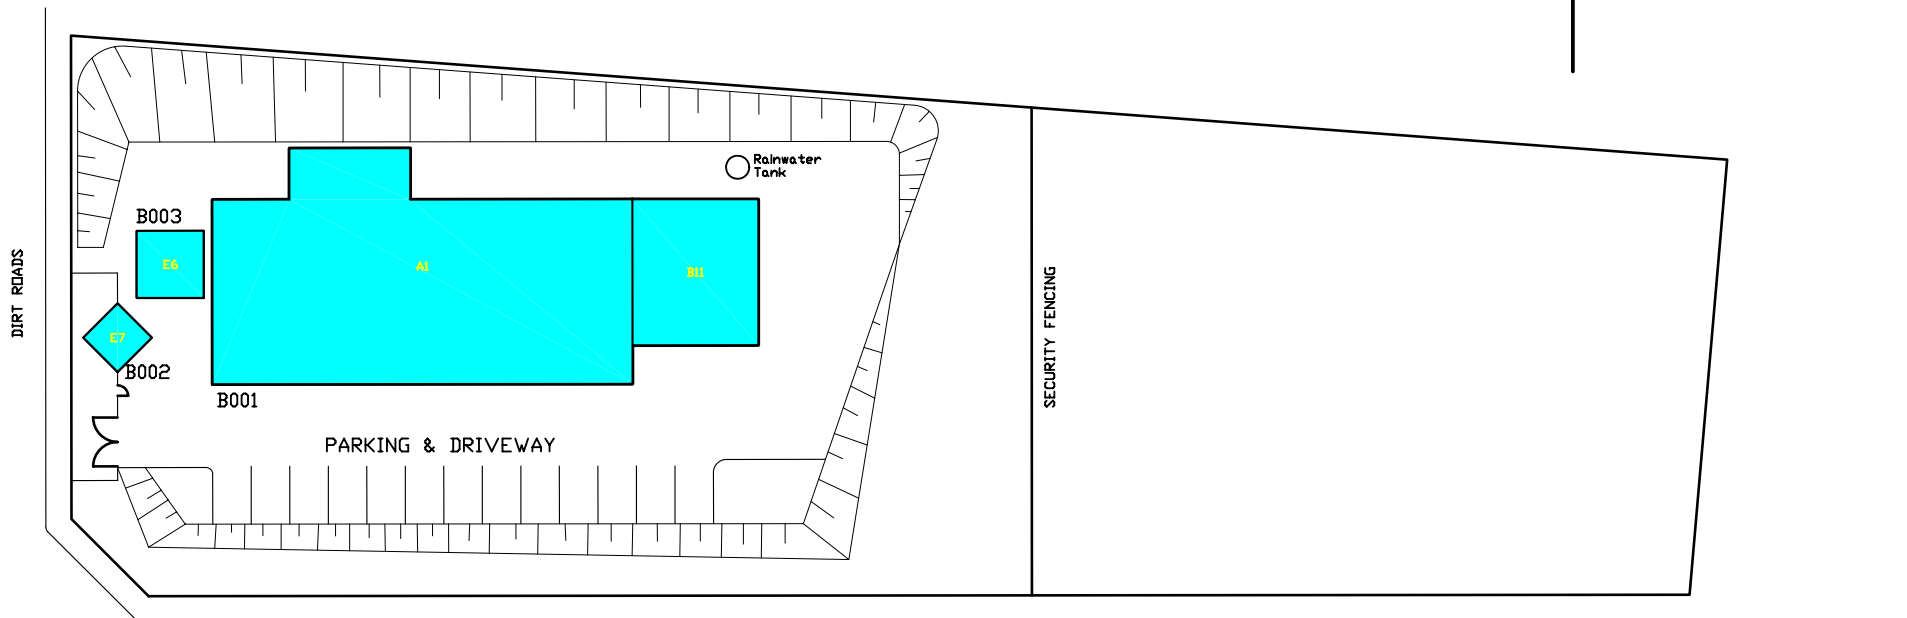 Rainwater
Tank
B003
E6
A1
B11
DIRT ROADS
SECURITY FENCING
E7
B002
B001
PARKING & DRIVEWAY